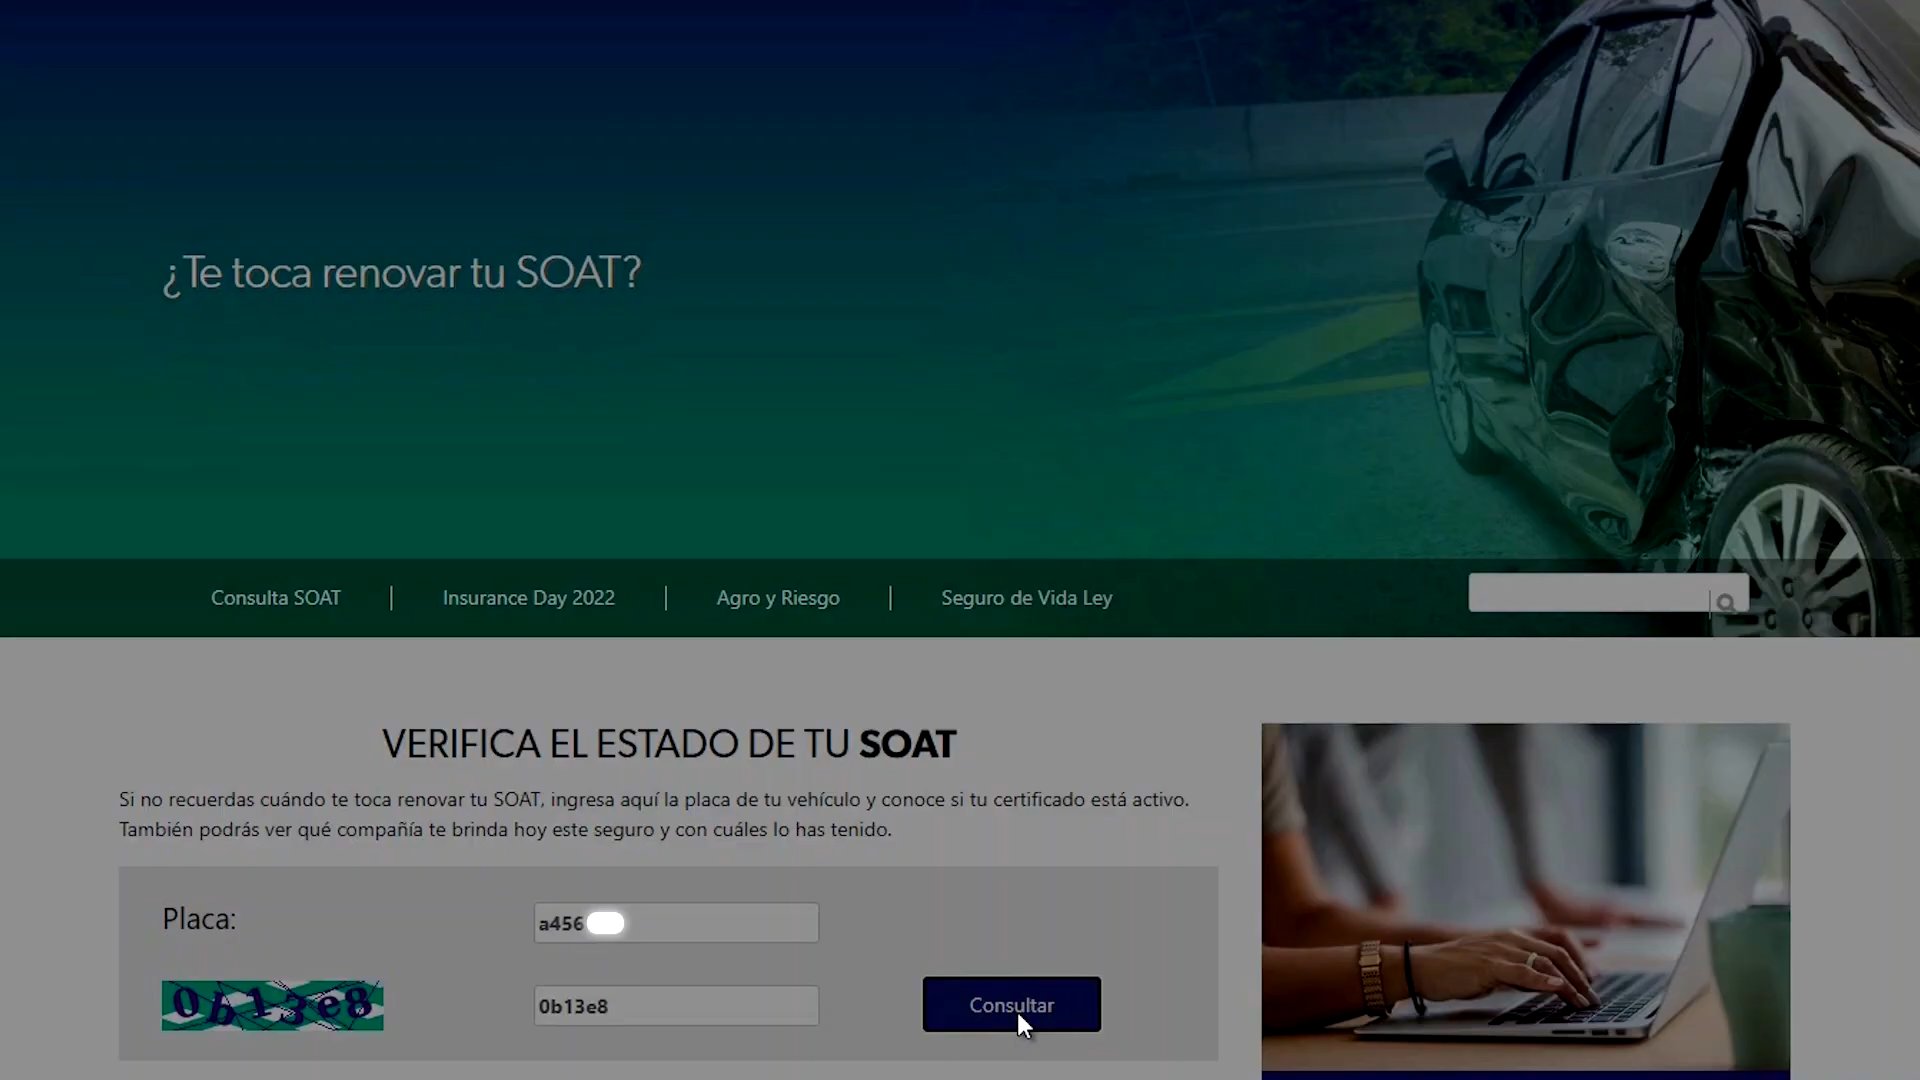 ¿Te toca renovar tu SOAT?
Consulta SOAT | Insurance Day 2022 | Agro y Riesgo | Seguro de Vida Ley
VERIFICA EL ESTADO DE TU SOAT
Si no recuerdas cuándo te toca renovar tu SOAT, ingresa aquí la placa de tu vehículo y conoce si tu certificado está activo.
También podrás ver qué compañía te brinda hoy este seguro y con cuáles lo has tenido.
Placa: a456
0b13e8 0b13e8 Consultar